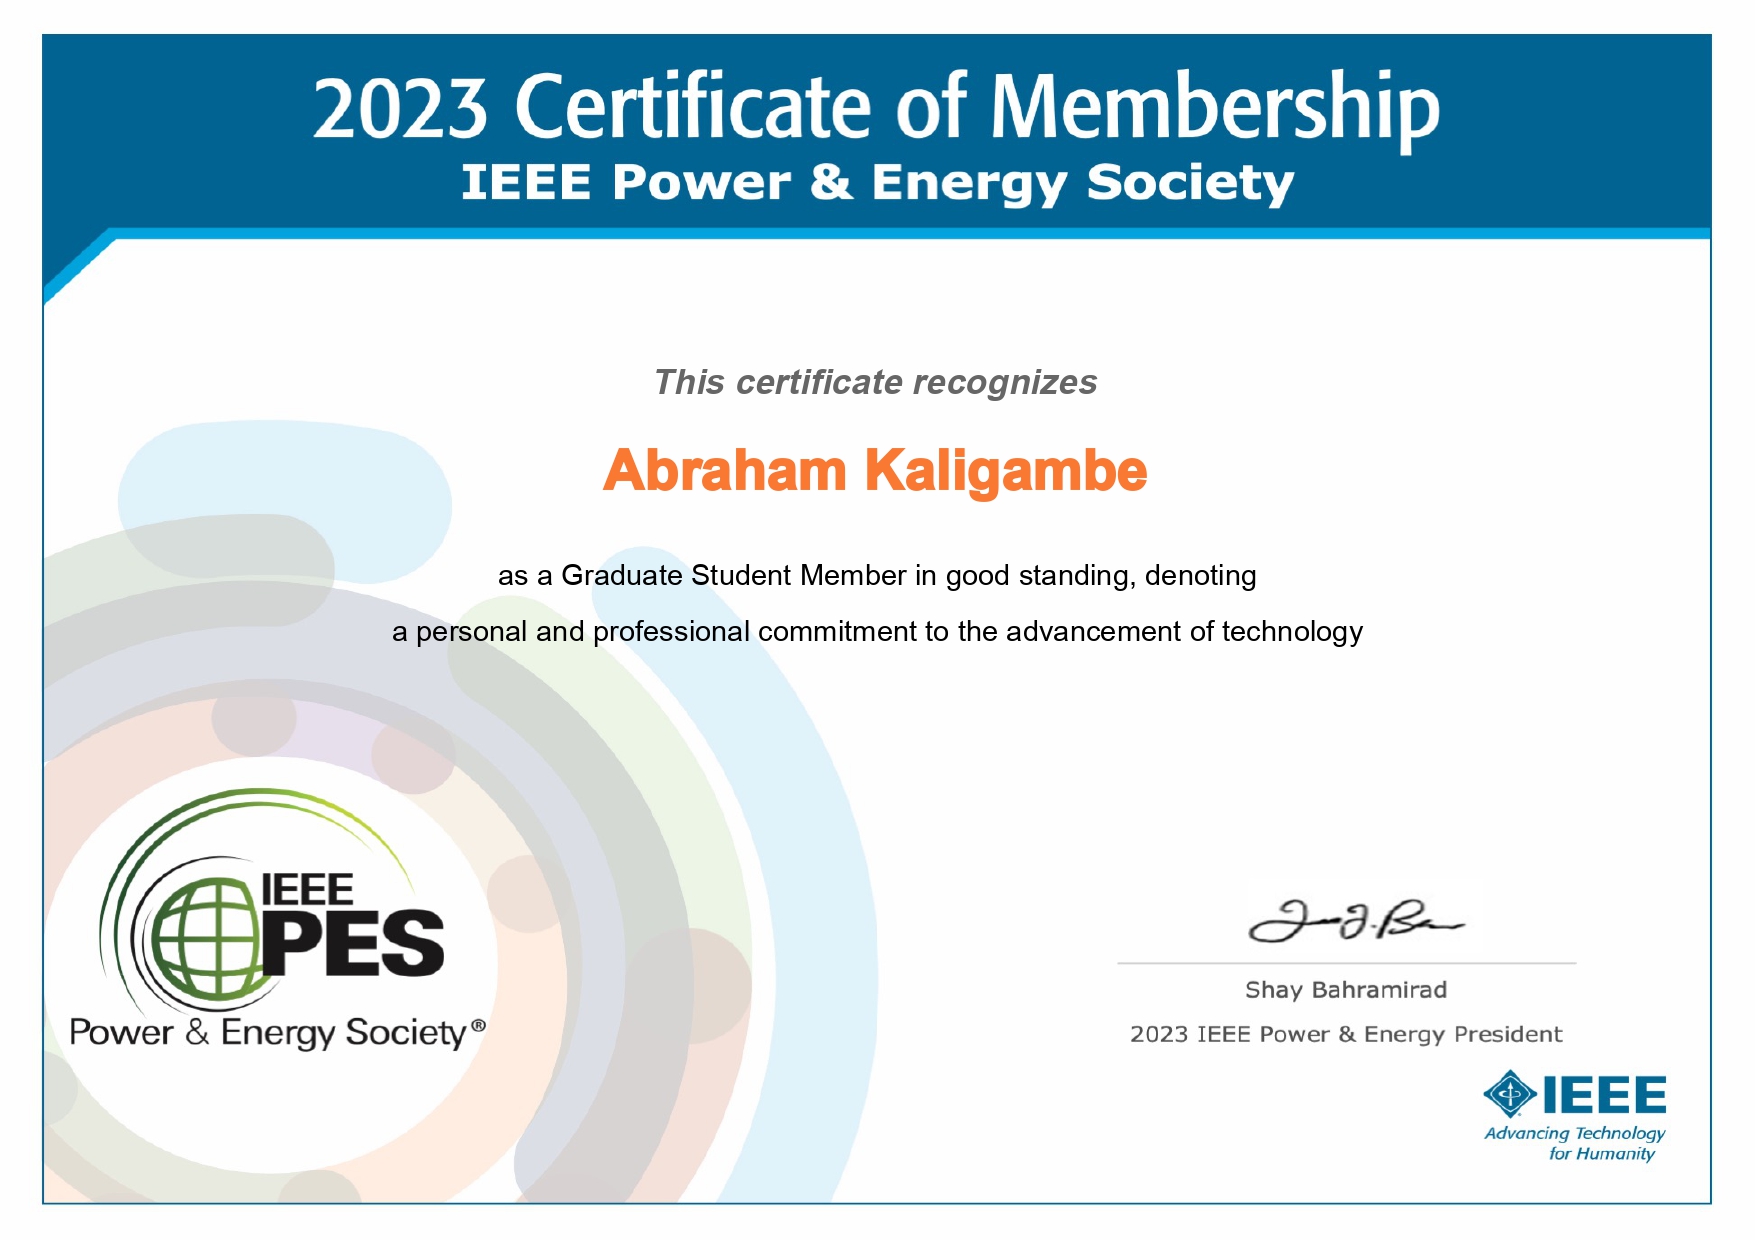 2023 Certificate of Membership
IEEE Power & Energy Society
This certificate recognizes
Abraham Kaligambe
as a Graduate Student Member in good standing, denoting
a personal and professional commitment to the advancement of technology
IEEE
PES
Power & Energy Society®
Shay Bahramirad
2023 IEEE Power & Energy President
IEEE
Advancing Technology
for Humanity